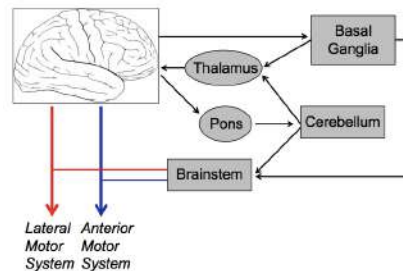 Basal
Ganglia
Thalamus
Pons
Cerebellum
Brainstem
Lateral
Motor
System
Anterior
Motor
System